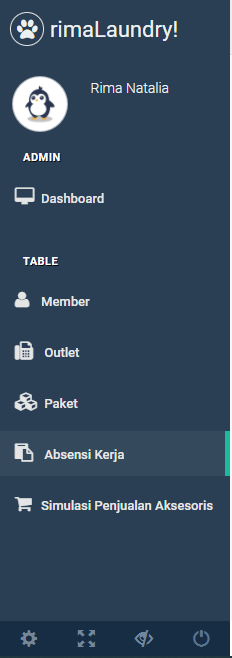 rimaLaundry!
Rima Natalia
ADMIN
Dashboard
TABLE
Member
Outlet
Paket
Absensi Kerja
Simulasi Penjualan Aksesoris